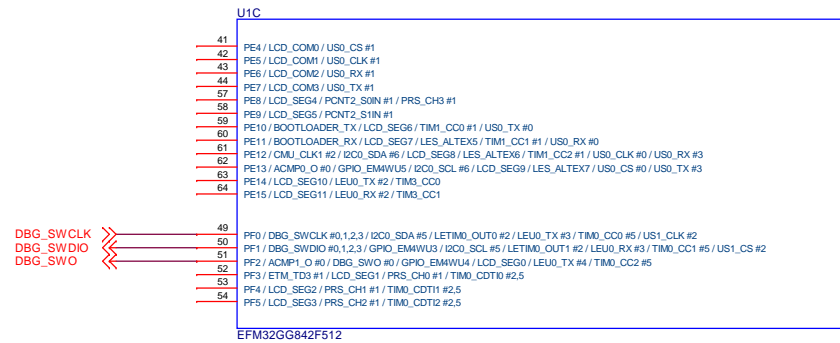 U1C
41 PE4 / LCD_COM0 / US0_CS #1
42 PE5 / LCD_COM1 / US0_CLK #1
43 PE6 / LCD_COM2 / US0_RX #1
44 PE7 / LCD_COM3 / US0_TX #1
57 PE8 / LCD_SEG4 / PCNT2_S0IN #1 / PRS_CH3 #1
58 PE9 / LCD_SEG5 / PCNT2_S1IN #1
59 PE10 / BOOTLOADER_TX / LCD_SEG6 / TIM1_CC0 #1 / US0_TX #0
60 PE11 / BOOTLOADER_RX / LCD_SEG7 / LES_ALTEX5 / TIM1_CC1 #1 / US0_RX #0
61 PE12 / CMU_CLK1 #2 / I2C0_SDA #6 / LCD_SEG8 / LES_ALTEX6 / TIM1_CC2 #1 / US0_CLK #0 / US0_RX #3
62 PE13 / ACMP0_O #0 / GPIO_EM4WU5 / I2C0_SCL #6 / LCD_SEG9 / LES_ALTEX7 / US0_CS #0 / US0_TX #3
63 PE14 / LCD_SEG10 / LEU0_TX #2 / TIM3_CC0
64 PE15 / LCD_SEG11 / LEU0_RX #2 / TIM3_CC1
DBG_SWCLK 49 PF0 / DBG_SWCLK #0,1,2,3 / I2C0_SDA #5 / LETIM0_OUT0 #2 / LEU0_TX #3 / TIM0_CC0 #5 / US1_CLK #2
DBG_SWDIO 50 PF1 / DBG_SWDIO #0,1,2,3 / GPIO_EM4WU3 / I2C0_SCL #5 / LETIM0_OUT1 #2 / LEU0_RX #3 / TIM0_CC1 #5 / US1_CS #2
DBG_SWO 51 PF2 / ACMP1_O #0 / DBG_SWO #0 / GPIO_EM4WU4 / LCD_SEG0 / LEU0_TX #4 / TIM0_CC2 #5
52 PF3 / ETM_TD3 #1 / LCD_SEG1 / PRS_CH0 #1 / TIM0_CDTI0 #2,5
53 PF4 / LCD_SEG2 / PRS_CH1 #1 / TIM0_CDTI1 #2,5
54 PF5 / LCD_SEG3 / PRS_CH2 #1 / TIM0_CDTI2 #2,5
EFM32GG842F512